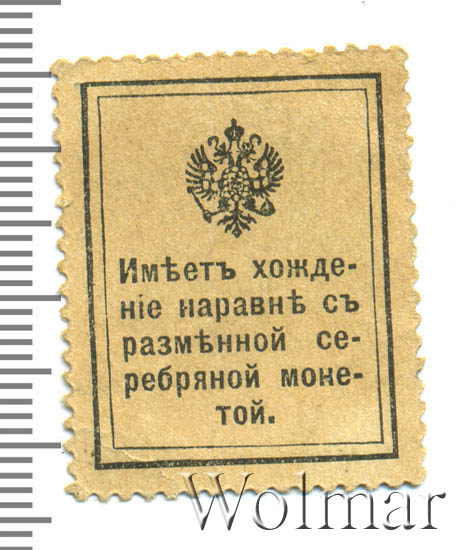 Имѣетъ хожде-
ніе наравнѣ съ
размѣнной се-
ребряной моне-
той.
Wolmar